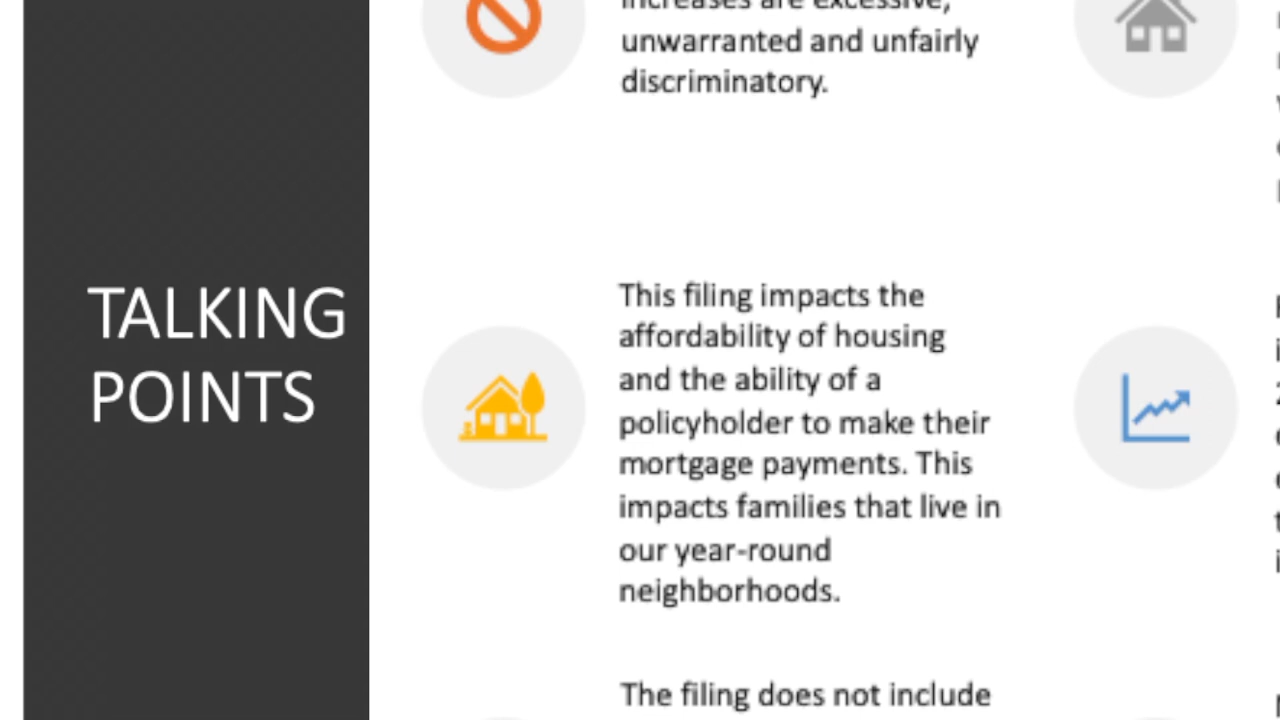 TALKING
POINTS
increases are excessive,
unwarranted and unfairly
discriminatory.
This filing impacts the
affordability of housing
and the ability of a
policyholder to make their
mortgage payments. This
impacts families that live in
our year-round
neighborhoods.
The filing does not include